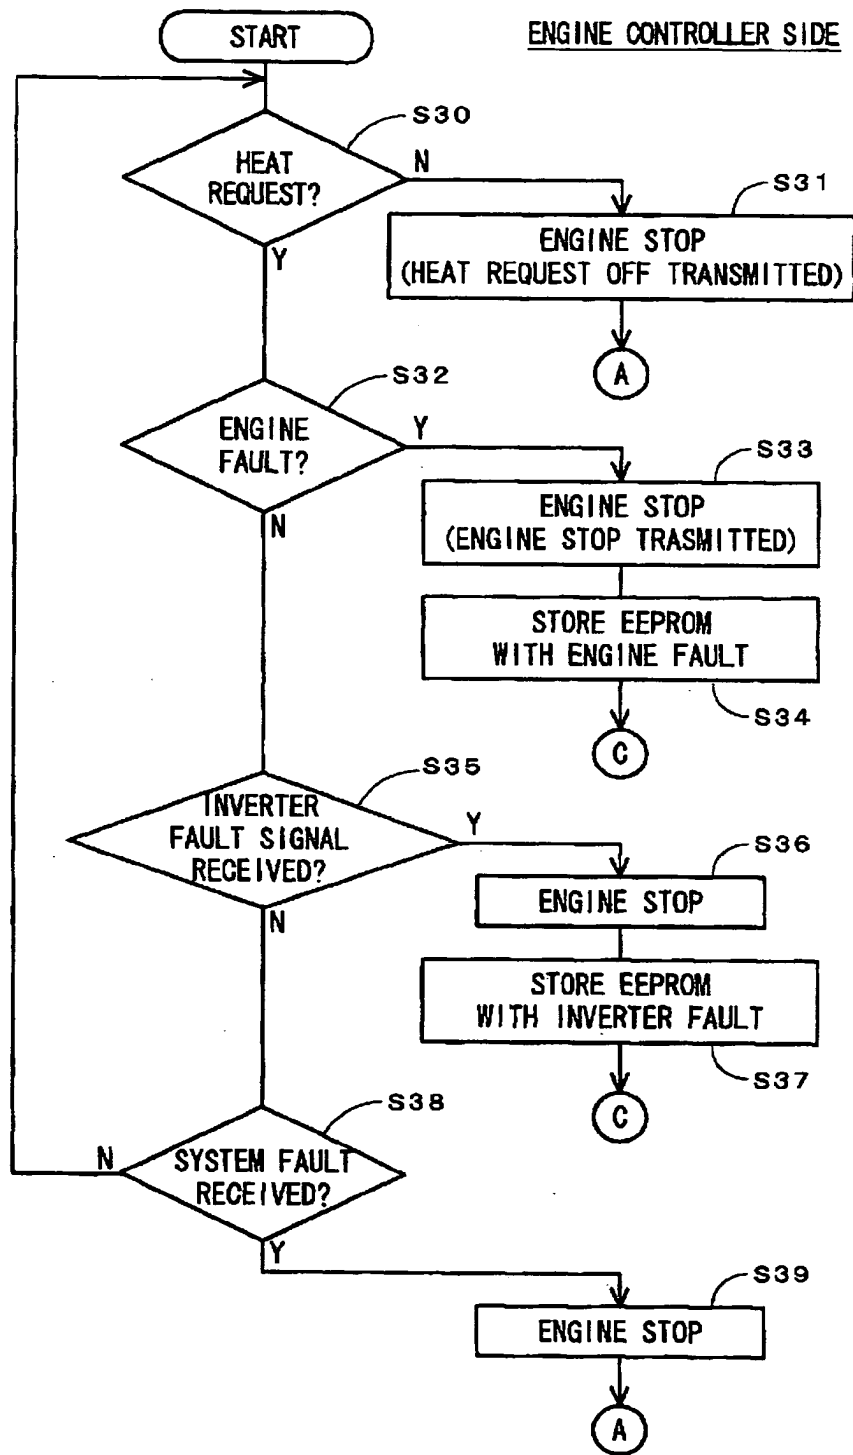 START
ENGINE CONTROLLER SIDE
S30
HEAT
REQUEST?
N
Y
S31
ENGINE STOP
(HEAT REQUEST OFF TRANSMITTED)
A
S32
ENGINE
FAULT?
Y
N
S33
ENGINE STOP
(ENGINE STOP TRASMITTED)
STORE EEPROM
WITH ENGINE FAULT
S34
C
S35
INVERTER
FAULT SIGNAL
RECEIVED?
Y
N
S36
ENGINE STOP
STORE EEPROM
WITH INVERTER FAULT
S37
C
S38
SYSTEM FAULT
RECEIVED?
N
Y
S39
ENGINE STOP
A